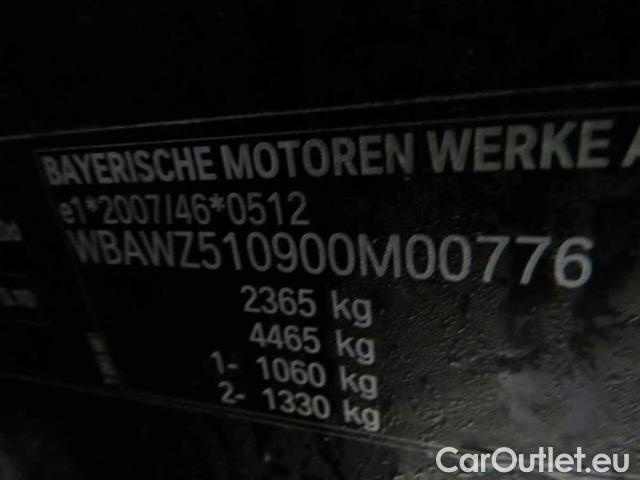 BAYERISCHE MOTOREN WERKE A
e1*2007/46*0512
WBAWZ510900M00776
2365 kg
4465 kg
1- 1060 kg
2- 1330 kg
CarOutlet.eu